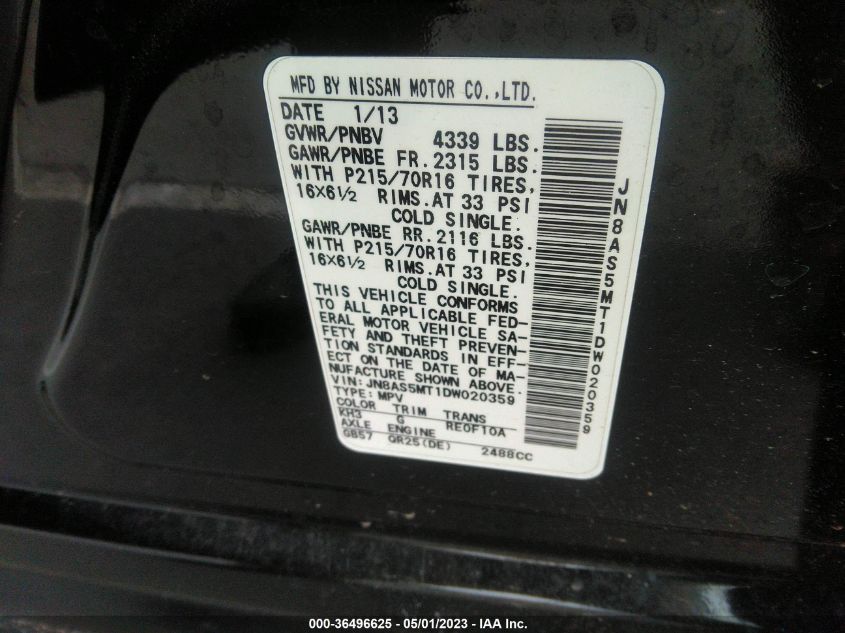 MFD BY NISSAN MOTOR CO.,LTD.
DATE 1/13
GVWR/PNBV 4339 LBS.
GAWR/PNBE FR. 2315 LBS.
WITH P215/70R16 TIRES,
16X6½ RIMS.AT 33 PSI
COLD SINGLE.
GAWR/PNBE RR. 2116 LBS.
WITH P215/70R16 TIRES,
16X6½ RIMS.AT 33 PSI
COLD SINGLE.
THIS VEHICLE CONFORMS
TO ALL APPLICABLE FED-
ERAL MOTOR VEHICLE SA-
FETY AND THEFT PREVEN-
TION STANDARDS IN EFF-
ECT ON THE DATE OF MA-
NUFACTURE SHOWN ABOVE.
VIN: JN8AS5MT1DW020359
TYPE: MPV
COLOR TRIM TRANS
KH3 G RE0F10A
AXLE ENGINE
GB57 QR25(DE) 2488CC
JN8AS5MT1DW020359
000-36496625 - 05/01/2023 - IAA Inc.